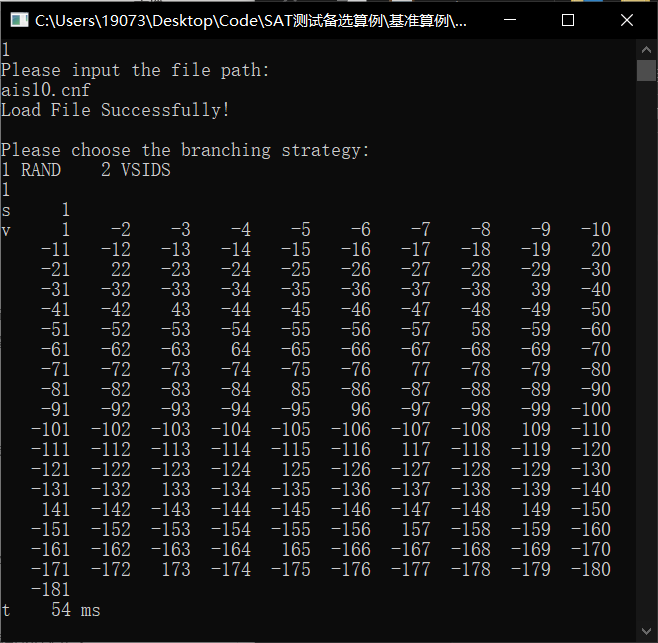 C:\Users\19073\Desktop\Code\SAT测试备选算例\基准算例\...
1
Please input the file path:
ais10.cnf
Load File Successfully!
Please choose the branching strategy:
1 RAND    2 VSIDS
1
s 1
v 1 -2 -3 -4 -5 -6 -7 -8 -9 -10
-11 -12 -13 -14 -15 -16 -17 -18 -19 20
-21 22 -23 -24 -25 -26 -27 -28 -29 -30
-31 -32 -33 -34 -35 -36 -37 -38 39 -40
-41 -42 43 -44 -45 -46 -47 -48 -49 -50
-51 -52 -53 -54 -55 -56 -57 58 -59 -60
-61 -62 -63 64 -65 -66 -67 -68 -69 -70
-71 -72 -73 -74 -75 -76 77 -78 -79 -80
-81 -82 -83 -84 85 -86 -87 -88 -89 -90
-91 -92 -93 -94 -95 96 -97 -98 -99 -100
-101 -102 -103 -104 -105 -106 -107 -108 109 -110
-111 -112 -113 -114 -115 -116 117 -118 -119 -120
-121 -122 -123 -124 125 -126 -127 -128 -129 -130
-131 -132 133 -134 -135 -136 -137 -138 -139 -140
141 -142 -143 -144 -145 -146 -147 -148 149 -150
-151 -152 -153 -154 -155 -156 157 -158 -159 -160
-161 -162 -163 -164 165 -166 -167 -168 -169 -170
-171 -172 173 -174 -175 -176 -177 -178 -179 -180
-181
t 54 ms